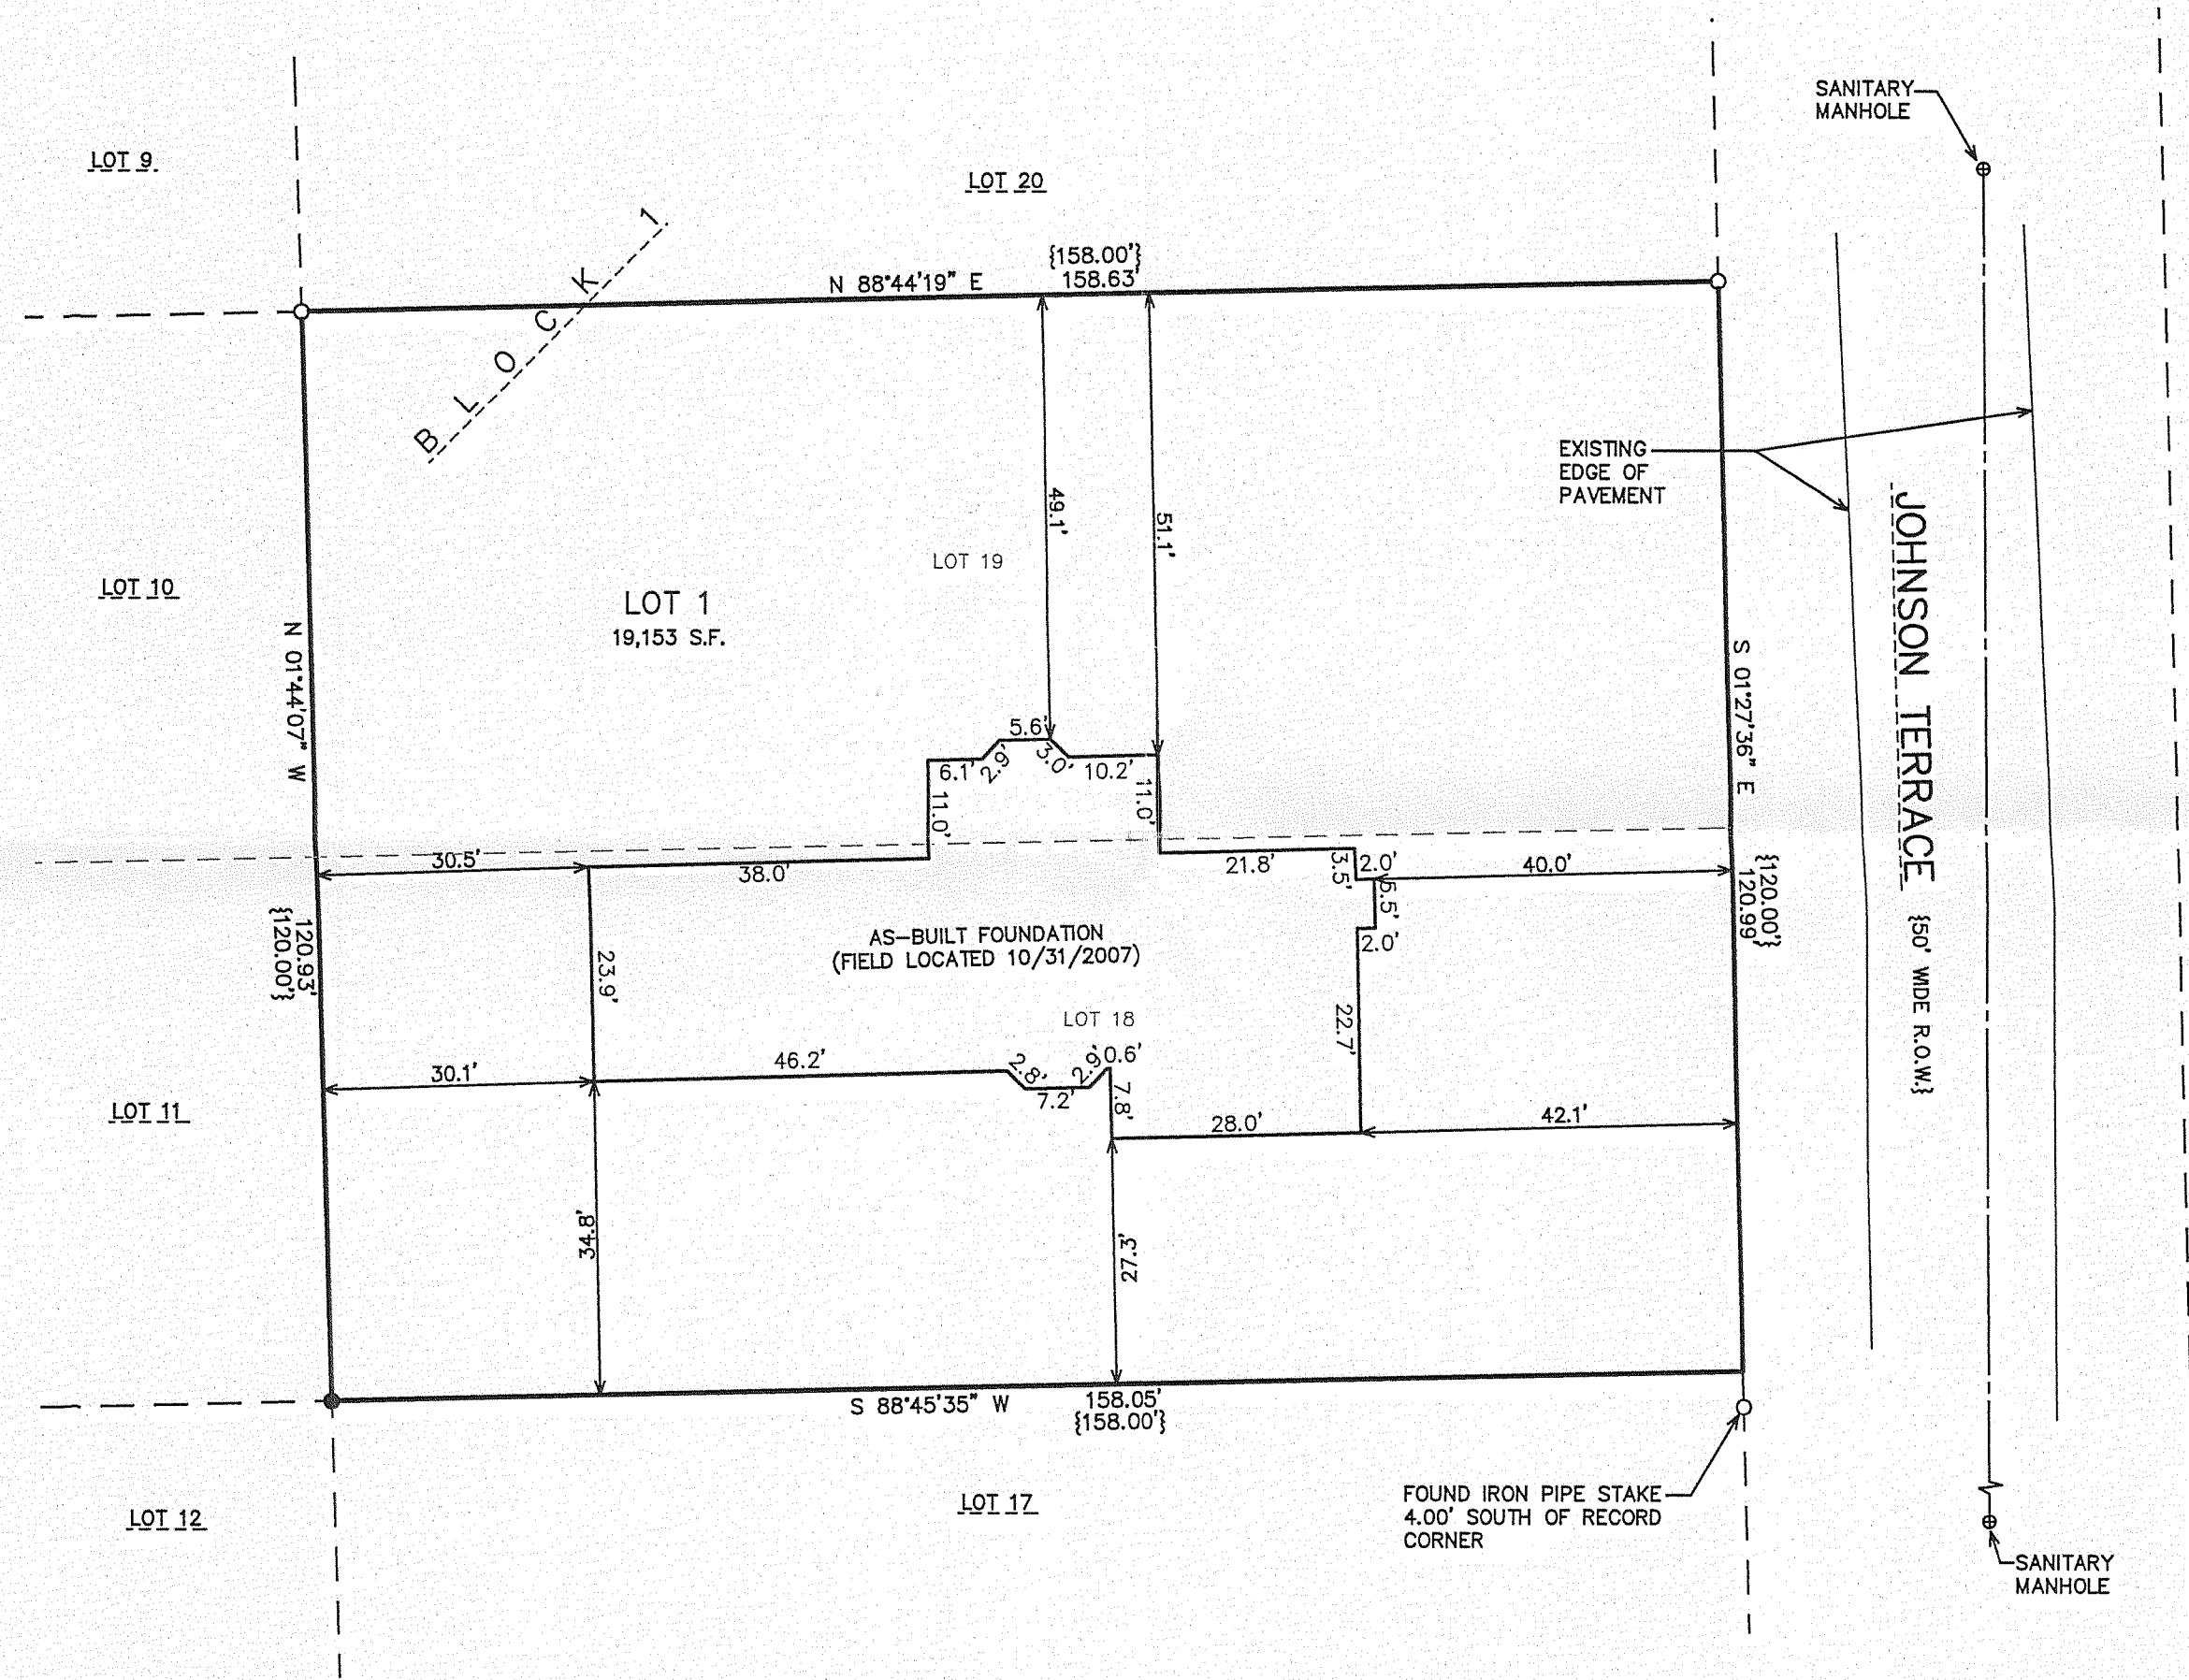 SANITARY
MANHOLE
LOT 9
LOT 20
BLOCK 1
{158.00'}
N 88°44'19" E 158.63'
EXISTING
EDGE OF
PAVEMENT
49.1'
51.1'
LOT 19
LOT 10
LOT 1
19,153 S.F.
N 01°44'07" W
120.93'
{120.00'}
S 01°27'36" E
{120.00'}
120.99'
JOHNSON TERRACE {50' WIDE R.O.W.}
5.6'
6.1'
2.9'
3.0'
10.2'
11.0'
11.0'
30.5'
38.0'
21.8'
3.5'
2.0'
40.0'
5.5'
2.0'
AS-BUILT FOUNDATION
(FIELD LOCATED 10/31/2007)
23.9'
LOT 18
22.7'
30.1'
46.2'
2.8'
7.2'
2.9'
0.6'
7.8'
28.0'
42.1'
LOT 11
34.8'
27.3'
S 88°45'35" W 158.05'
{158.00'}
LOT 12
LOT 17
FOUND IRON PIPE STAKE
4.00' SOUTH OF RECORD
CORNER
SANITARY
MANHOLE